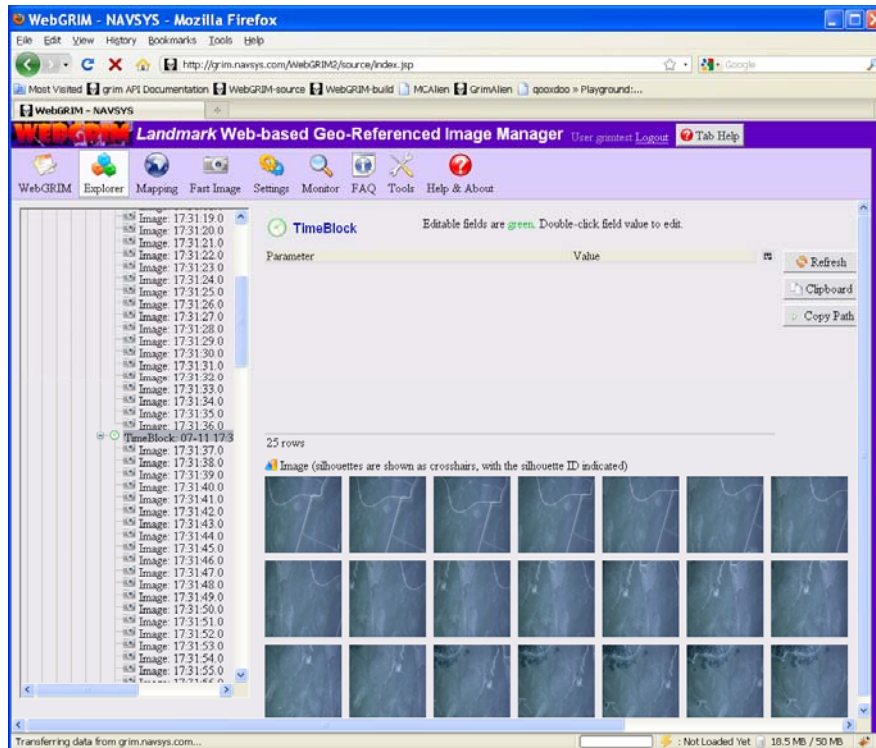 WebGRIM - NAVSYS - Mozilla Firefox
File Edit View History Bookmarks Tools Help
http://grim.navsys.com/WebGRIM2/source/index.jsp
Google
Most Visited grim API Documentation WebGRIM-source WebGRIM-build MCAlien GrimAlien qooxdoo » Playground:...
WebGRIM - NAVSYS
WEBGRIM Landmark Web-based Geo-Referenced Image Manager User grimtest Logout Tab Help
WebGRIM Explorer Mapping Fast Image Settings Monitor FAQ Tools Help & About
Image: 17:31:19.0
Image: 17:31:20.0
Image: 17:31:21.0
Image: 17:31:22.0
Image: 17:31:23.0
Image: 17:31:24.0
Image: 17:31:25.0
Image: 17:31:26.0
Image: 17:31:27.0
Image: 17:31:28.0
Image: 17:31:29.0
Image: 17:31:30.0
Image: 17:31:31.0
Image: 17:31:32.0
Image: 17:31:33.0
Image: 17:31:34.0
Image: 17:31:35.0
Image: 17:31:36.0
TimeBlock: 07-11 17:3
Image: 17:31:37.0
Image: 17:31:38.0
Image: 17:31:39.0
Image: 17:31:40.0
Image: 17:31:41.0
Image: 17:31:42.0
Image: 17:31:43.0
Image: 17:31:44.0
Image: 17:31:45.0
Image: 17:31:46.0
Image: 17:31:47.0
Image: 17:31:48.0
Image: 17:31:49.0
Image: 17:31:50.0
Image: 17:31:51.0
Image: 17:31:52.0
Image: 17:31:53.0
Image: 17:31:54.0
Image: 17:31:55.0
TimeBlock Editable fields are green. Double-click field value to edit.
Parameter Value
Refresh
Clipboard
Copy Path
25 rows
Image (silhouettes are shown as crosshairs, with the silhouette ID indicated)
Transferring data from grim.navsys.com...
: Not Loaded Yet 18.5 MB / 50 MB